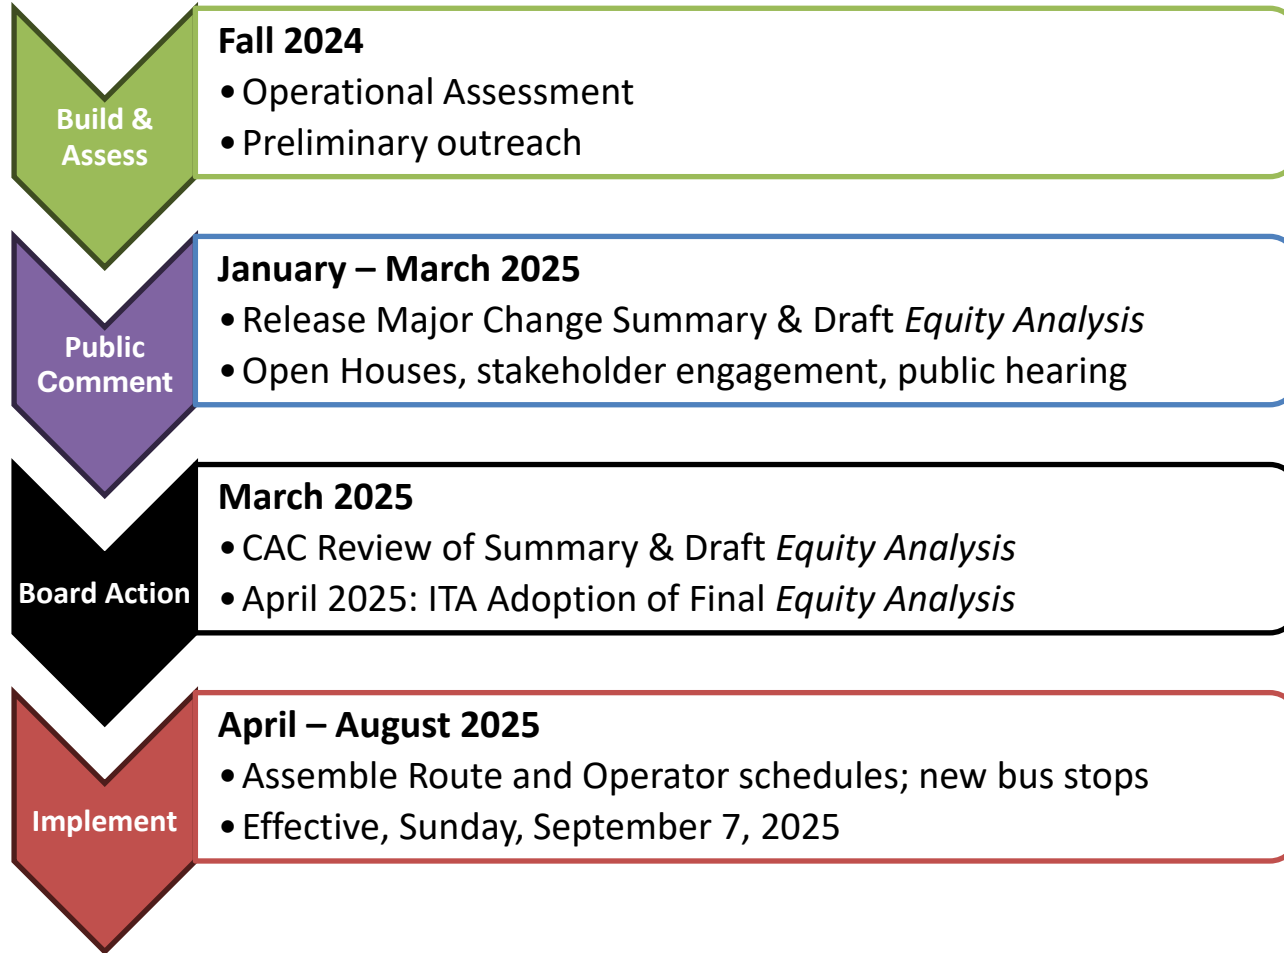 Build &
Assess
Fall 2024
•Operational Assessment
•Preliminary outreach
Public
Comment
January – March 2025
•Release Major Change Summary & Draft Equity Analysis
•Open Houses, stakeholder engagement, public hearing
Board Action
March 2025
•CAC Review of Summary & Draft Equity Analysis
•April 2025: ITA Adoption of Final Equity Analysis
Implement
April – August 2025
•Assemble Route and Operator schedules; new bus stops
•Effective, Sunday, September 7, 2025